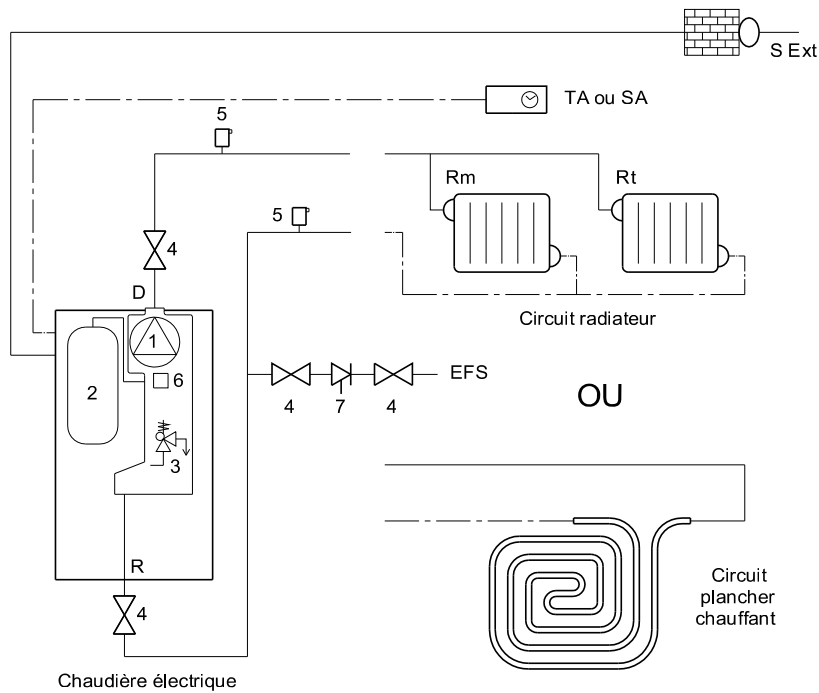 S Ext
TA ou SA
5
Rm
Rt
5
4
D
Circuit radiateur
1
2
6
EFS
4
7
4
OU
3
R
4
Circuit
plancher
chauffant
Chaudière électrique